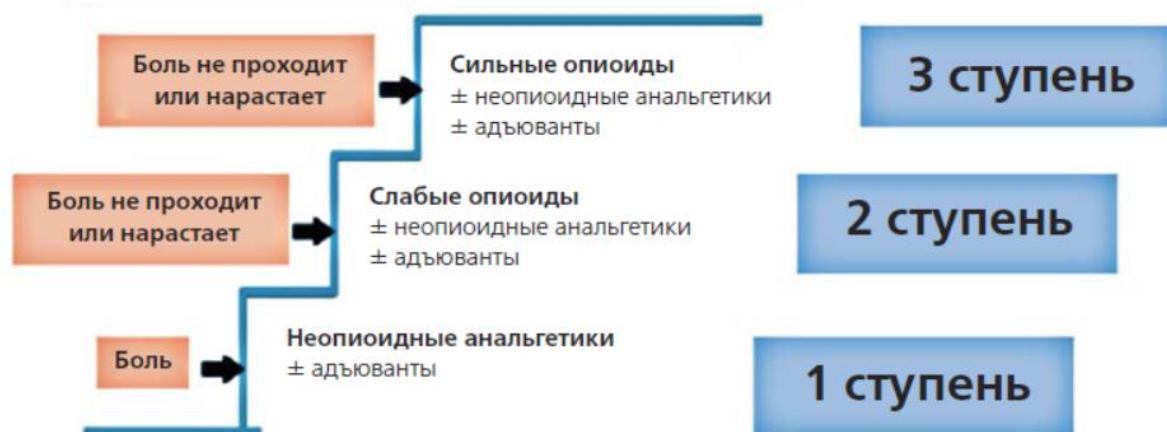 Боль не проходит
или нарастает
Сильные опиоиды
± неопиоидные анальгетики
± адъюванты
3 ступень
Боль не проходит
или нарастает
Слабые опиоиды
± неопиоидные анальгетики
± адъюванты
2 ступень
Боль
Неопиоидные анальгетики
± адъюванты
1 ступень